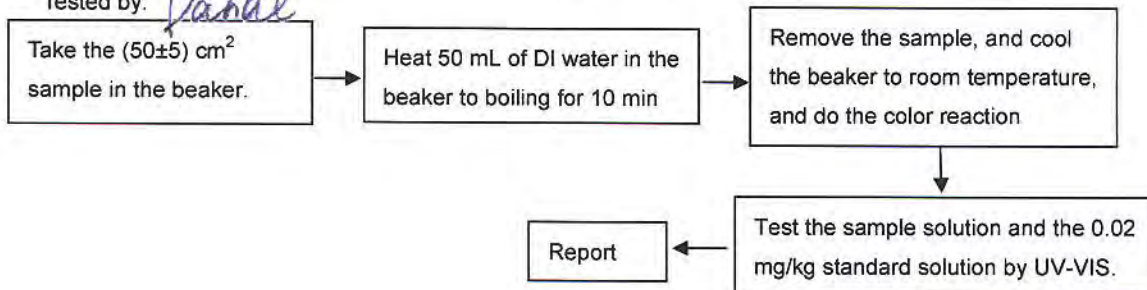 Tested by:
Take the (50±5) cm²
sample in the beaker.
Heat 50 mL of DI water in the
beaker to boiling for 10 min
Remove the sample, and cool
the beaker to room temperature,
and do the color reaction
Test the sample solution and the 0.02
mg/kg standard solution by UV-VIS.
Report